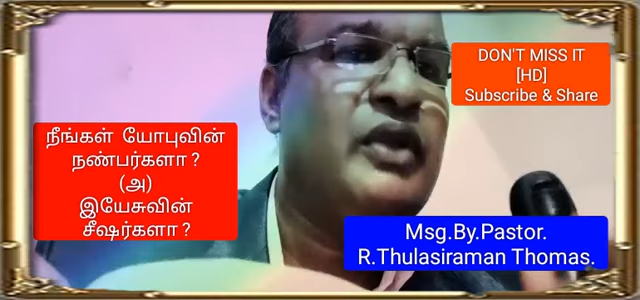 DON'T MISS IT
[HD]
Subscribe & Share
நீங்கள் யோபுவின்
நண்பர்களா ?
(அ)
இயேசுவின்
சீஷர்களா ?
Msg.By.Pastor.
R.Thulasiraman Thomas.